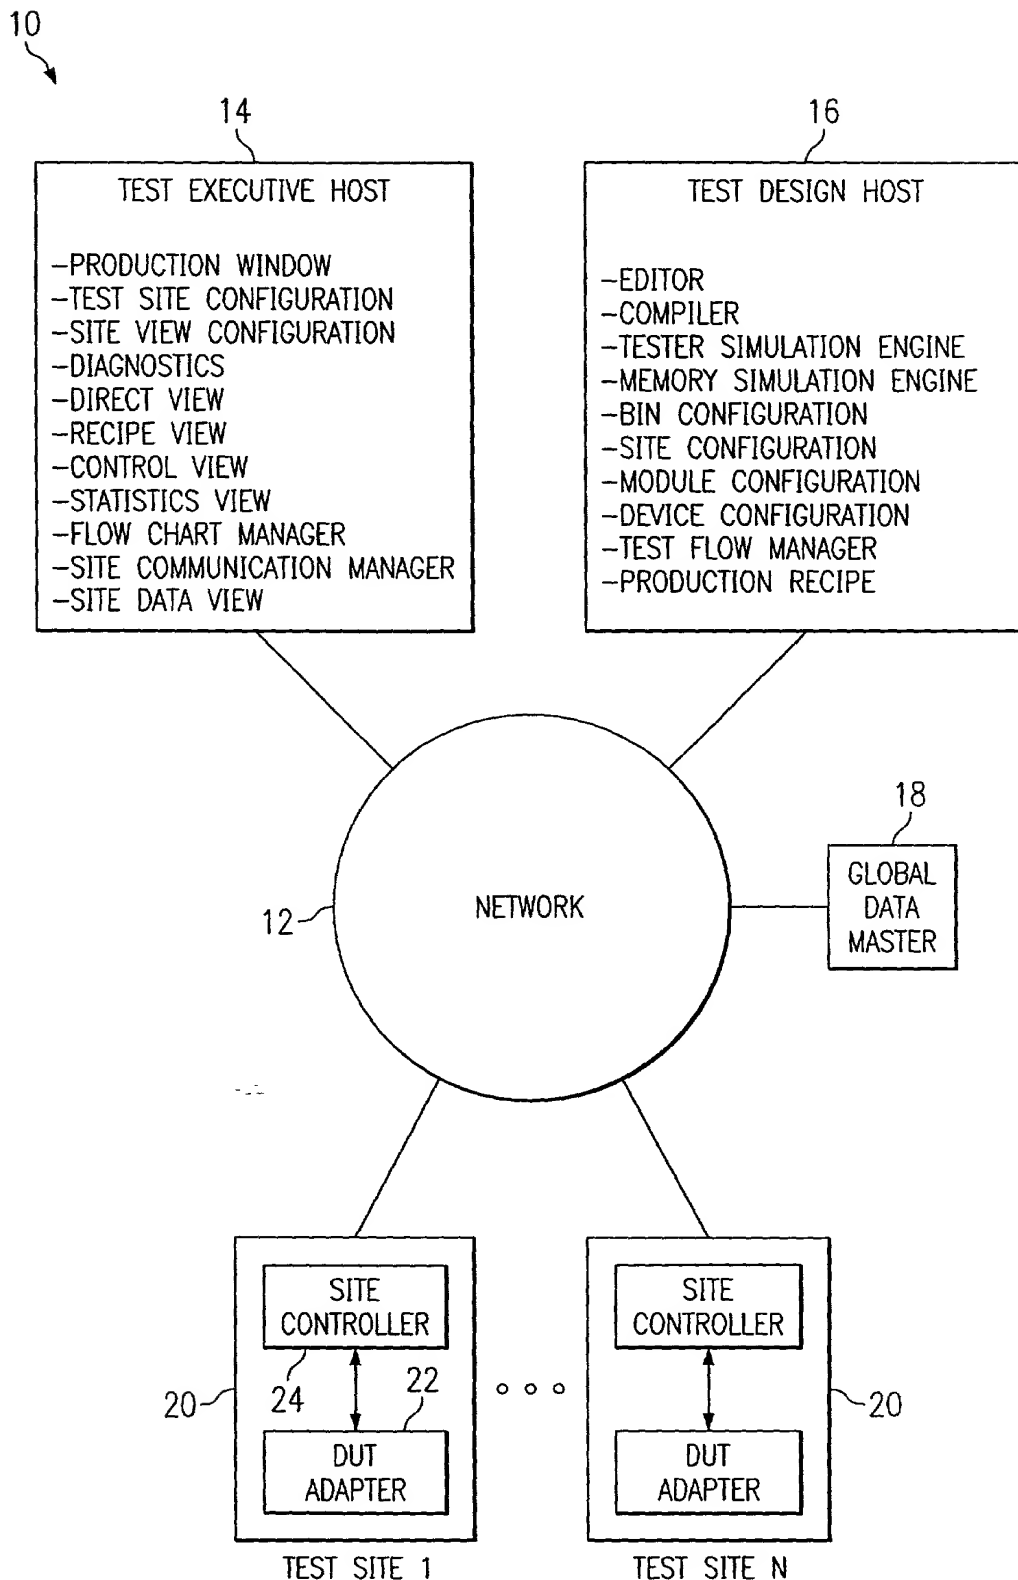 10
14
16
TEST EXECUTIVE HOST
-PRODUCTION WINDOW
-TEST SITE CONFIGURATION
-SITE VIEW CONFIGURATION
-DIAGNOSTICS
-DIRECT VIEW
-RECIPE VIEW
-CONTROL VIEW
-STATISTICS VIEW
-FLOW CHART MANAGER
-SITE COMMUNICATION MANAGER
-SITE DATA VIEW
TEST DESIGN HOST
-EDITOR
-COMPILER
-TESTER SIMULATION ENGINE
-MEMORY SIMULATION ENGINE
-BIN CONFIGURATION
-SITE CONFIGURATION
-MODULE CONFIGURATION
-DEVICE CONFIGURATION
-TEST FLOW MANAGER
-PRODUCTION RECIPE
12
NETWORK
18
GLOBAL
DATA
MASTER
SITE
CONTROLLER
24
22
20
DUT
ADAPTER
TEST SITE 1
SITE
CONTROLLER
20
DUT
ADAPTER
TEST SITE N